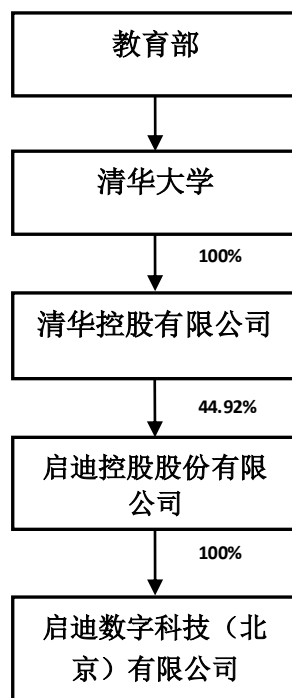 教育部
清华大学
100%
清华控股有限公司
44.92%
启迪控股股份有限
公司
100%
启迪数字科技（北
京）有限公司